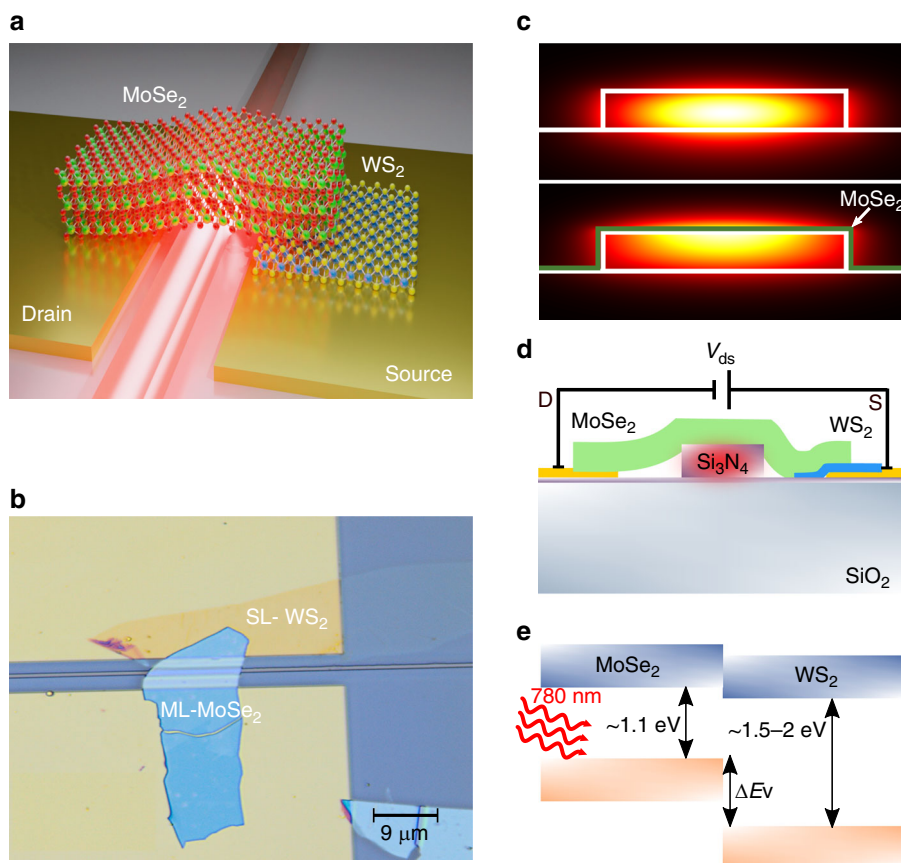 a
MoSe₂
WS₂
Drain
Source
b
SL- WS₂
ML-MoSe₂
9 μm
c
MoSe₂
d
V_ds
D
S
MoSe₂
WS₂
Si₃N₄
SiO₂
e
MoSe₂
WS₂
780 nm
~1.1 eV
~1.5–2 eV
ΔEv